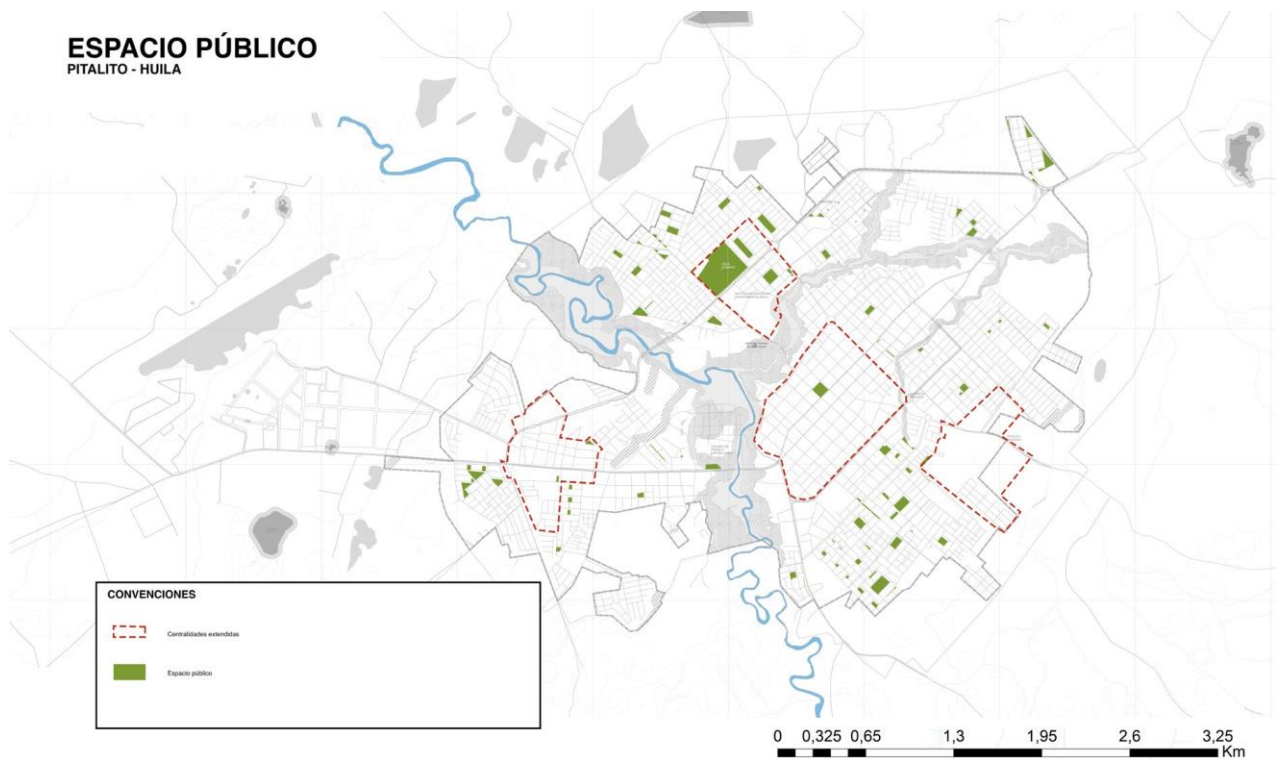 ESPACIO PÚBLICO
PITALITO - HUILA
CONVENCIONES
Centralidades extendidas
Espacio público
0 0,325 0,65 1,3 1,95 2,6 3,25
Km